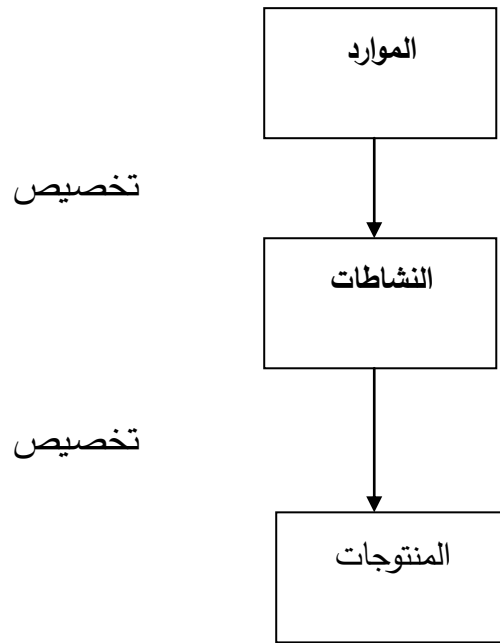 الموارد
تخصيص
النشاطات
تخصيص
المنتوجات